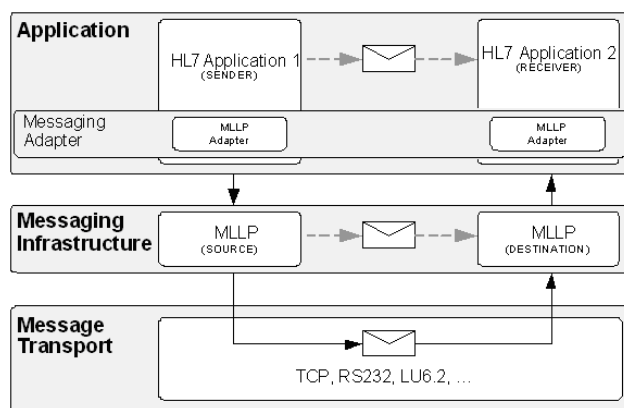 Application
HL7 Application 1
(SENDER)
HL7 Application 2
(RECEIVER)
Messaging
Adapter
MLLP
Adapter
MLLP
Adapter
Messaging
Infrastructure
MLLP
(SOURCE)
MLLP
(DESTINATION)
Message
Transport
TCP, RS232, LU6.2, ...